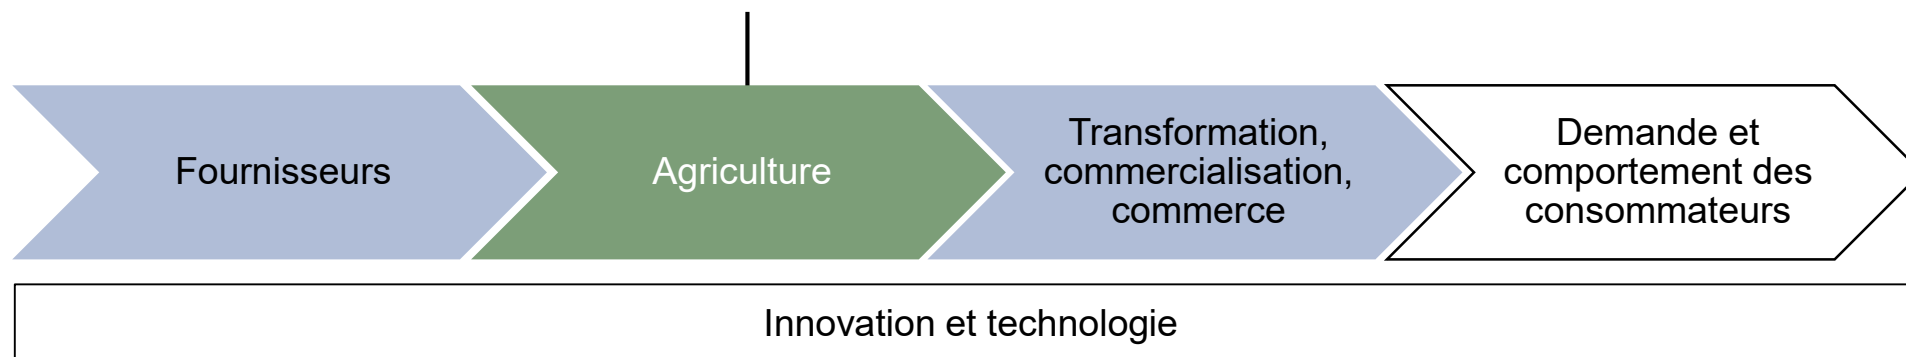 Fournisseurs
Agriculture
Transformation,
commercialisation,
commerce
Demande et
comportement des
consommateurs
Innovation et technologie